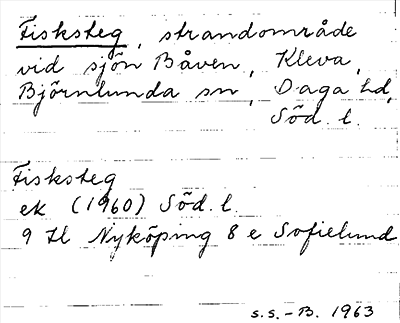 Fisksteg, strandområde
vid sjön Båven, Kleva,
Björnlunda sn, Daga hd,
Söd. l.
Fisksteg
ek (1960) Söd. l.
9 H Nyköping 8 e Sofielund
S.S.-B. 1963